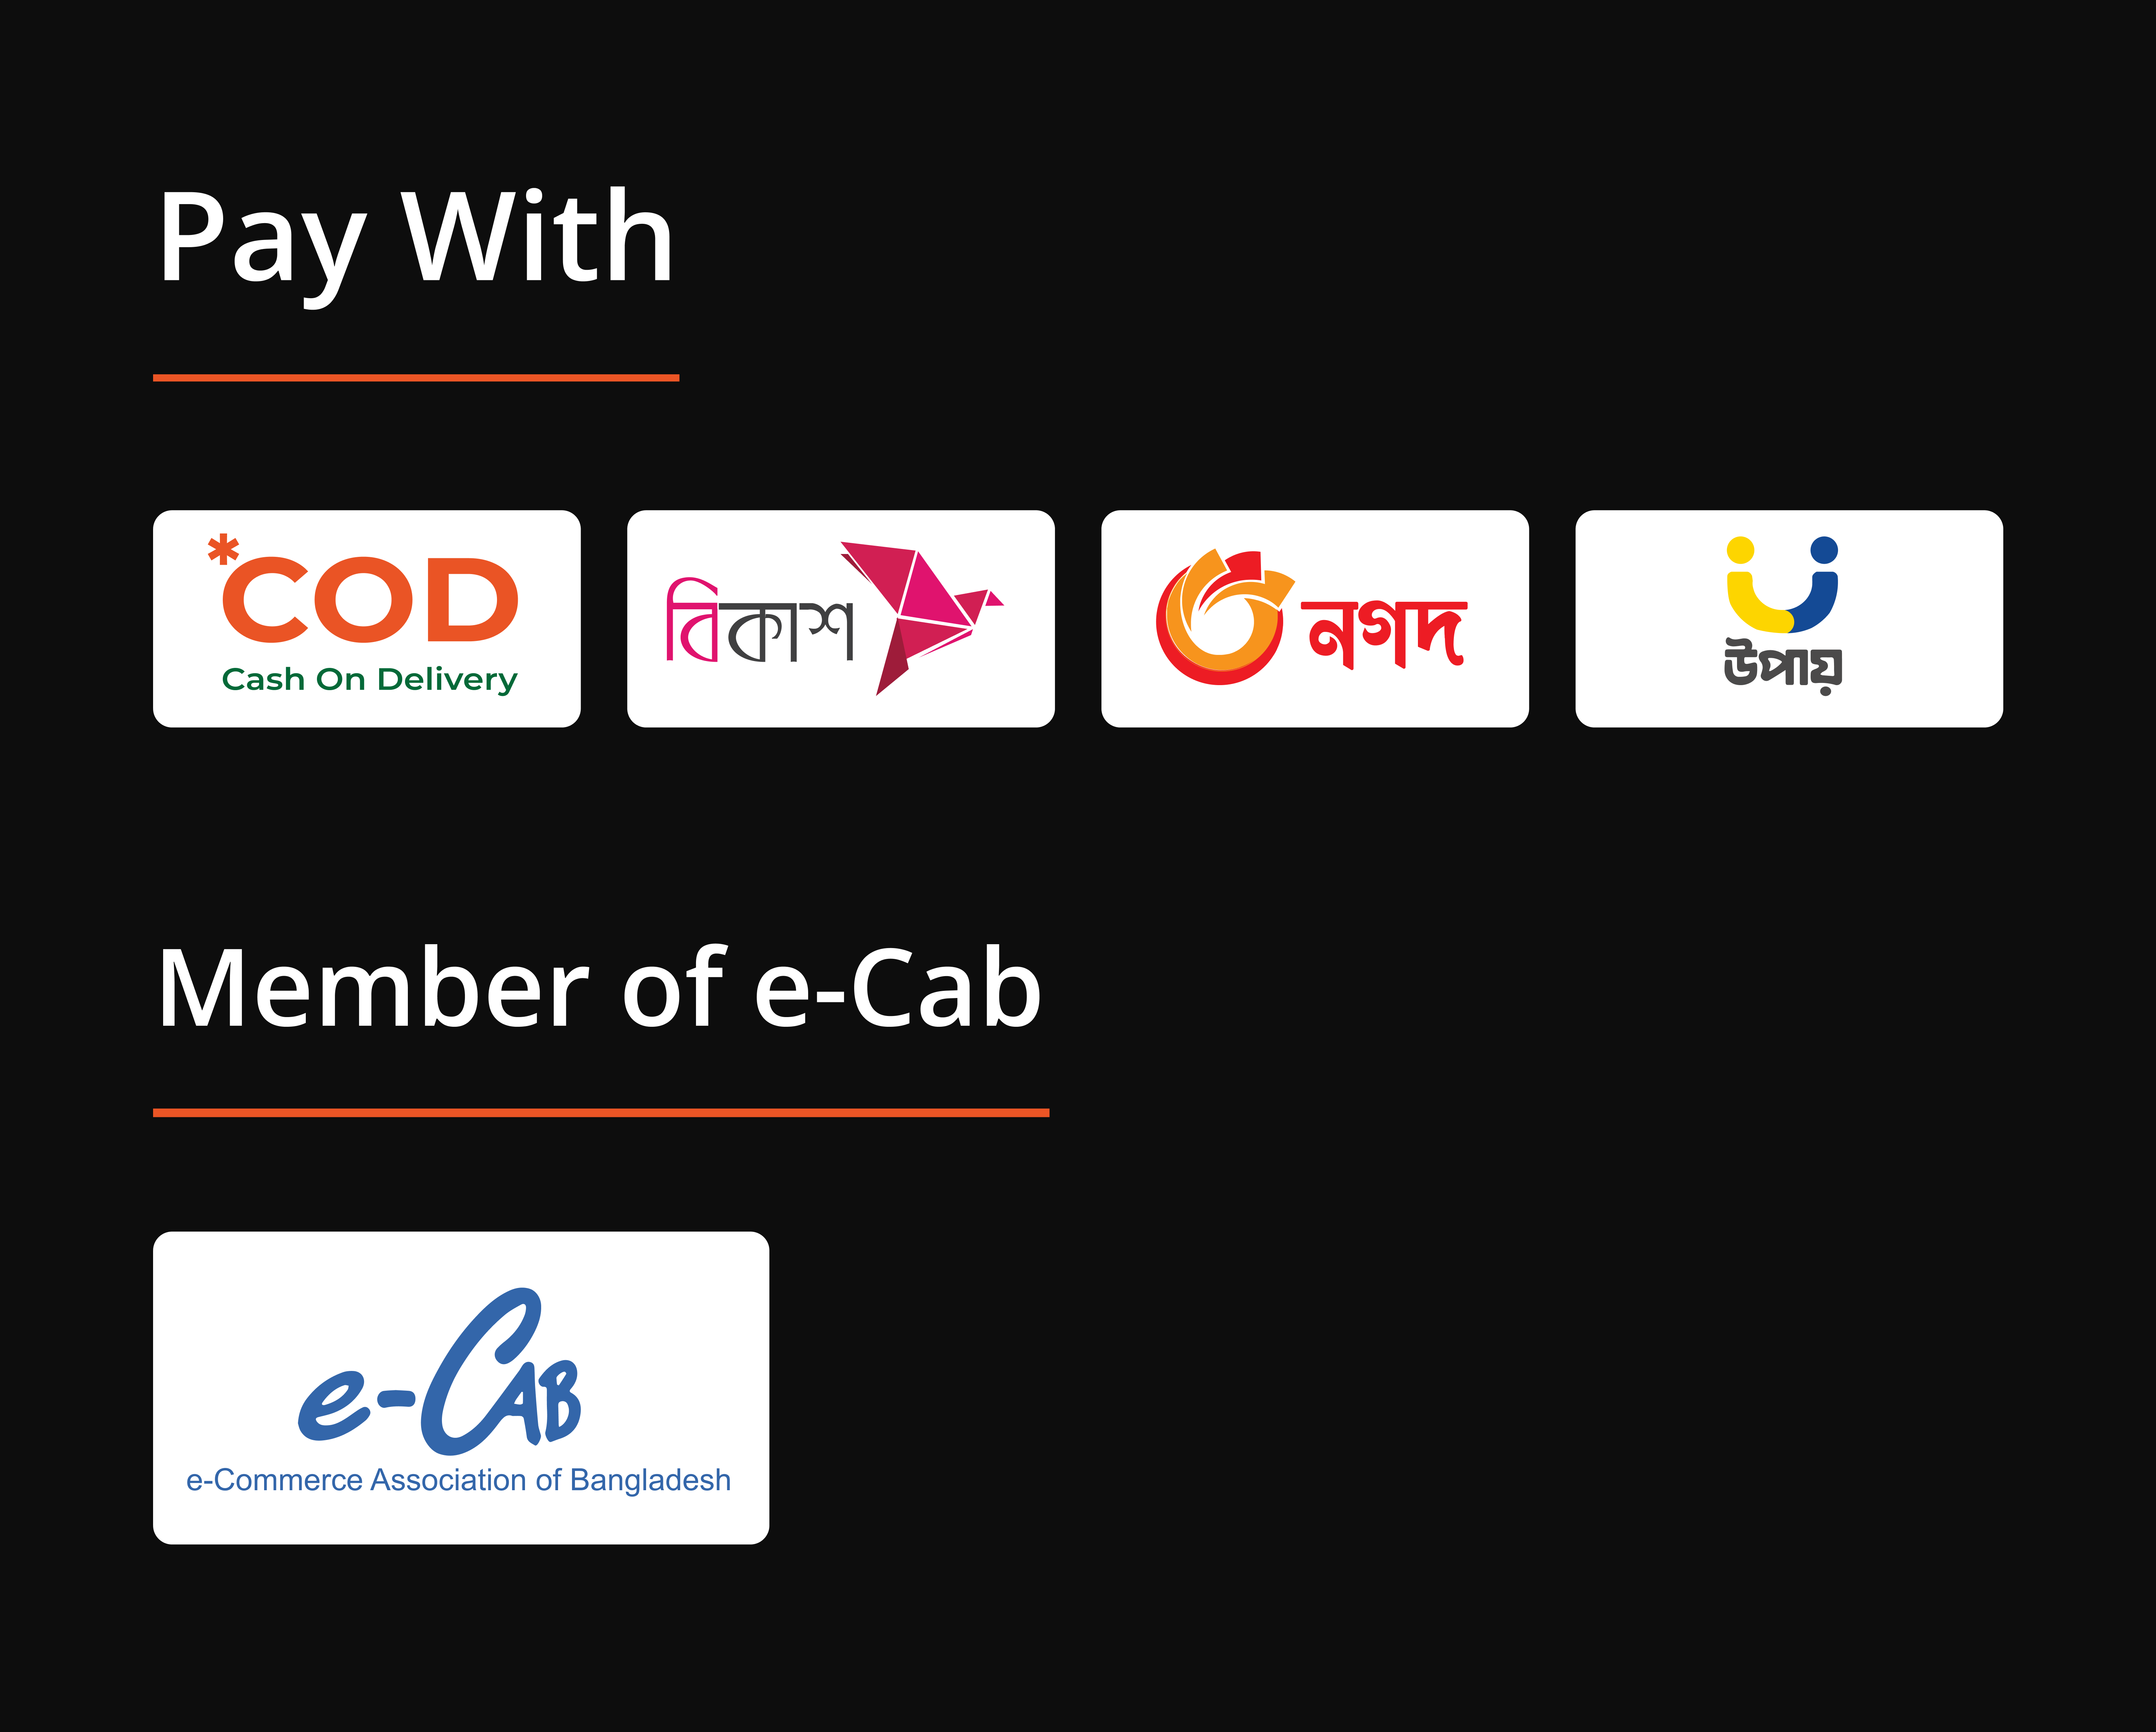 Pay With
*COD
Cash On Delivery
বিকাশ
নগদ
উপায়
Member of e-Cab
e-CAB
e-Commerce Association of Bangladesh